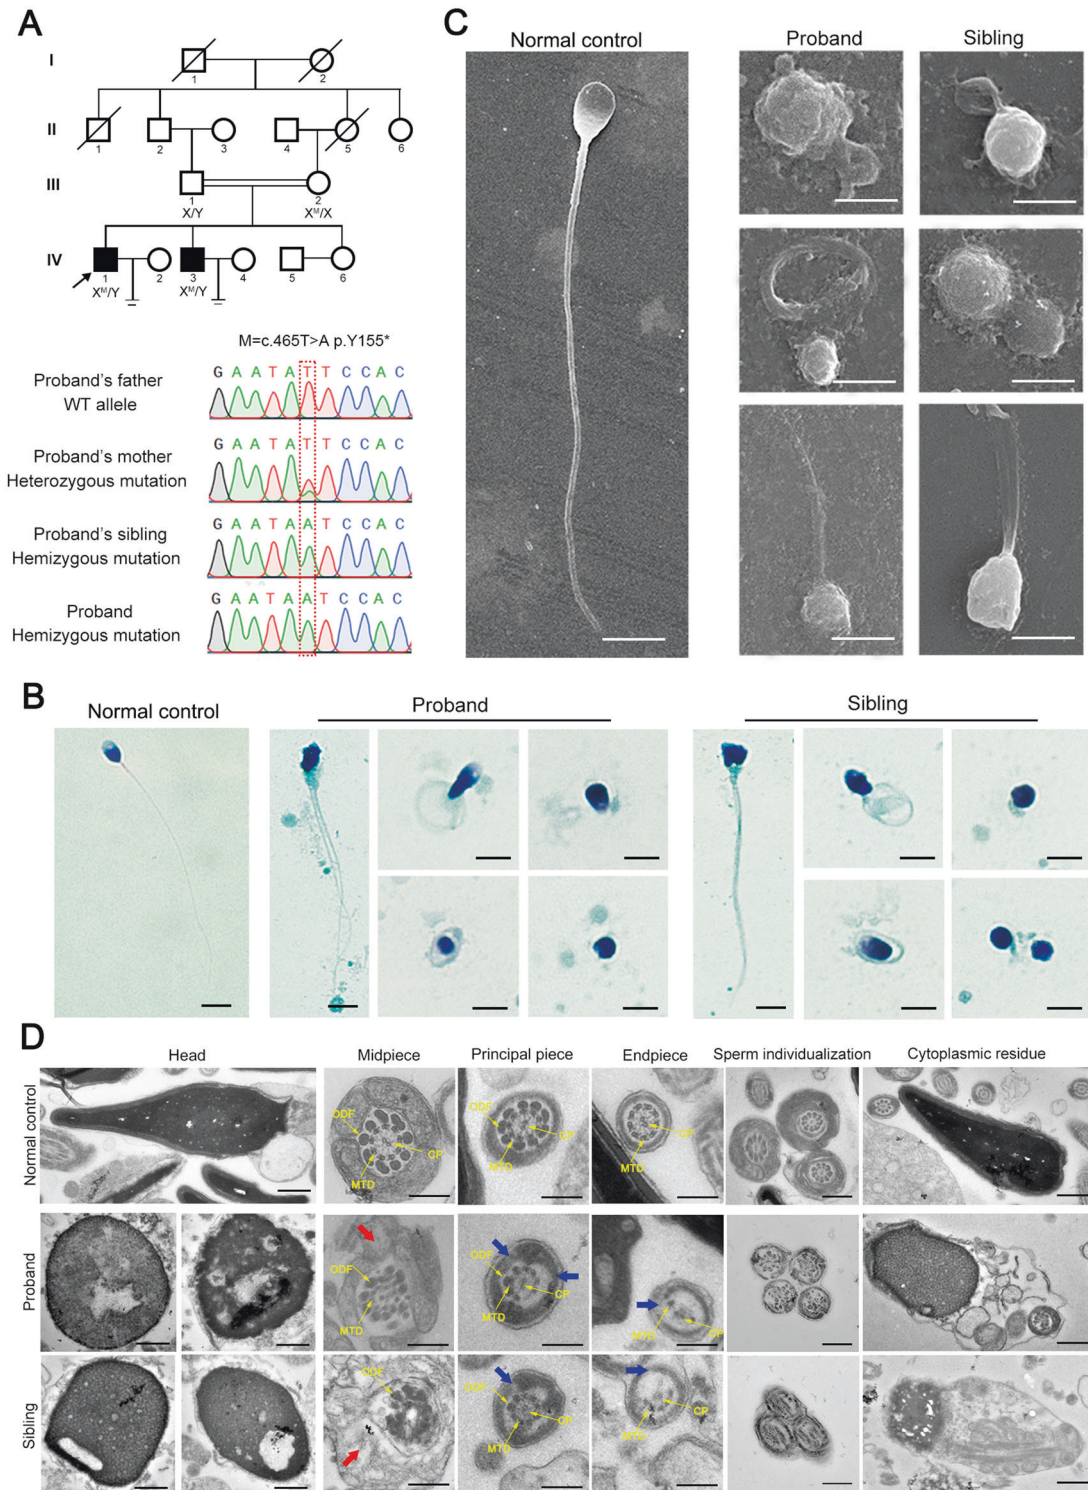 A
I
1
2
II
1
2
3
4
5
6
III
1
2
X/Y
Xᴹ/X
IV
1
2
3
4
5
6
Xᴹ/Y
Xᴹ/Y
M=c.465T>A p.Y155*
Proband's father
WT allele
G A A T A T T C C A C
Proband's mother
Heterozygous mutation
G A A T A T T C C A C
Proband's sibling
Hemizygous mutation
G A A T A A T C C A C
Proband
Hemizygous mutation
G A A T A A T C C A C
C
Normal control
Proband
Sibling
B
Normal control
Proband
Sibling
D
Head
Midpiece
Principal piece
Endpiece
Sperm individualization
Cytoplasmic residue
Normal control
ODF
CP
MTD
ODF
CP
MTD
CP
MTD
Proband
ODF
MTD
ODF
CP
MTD
MTD
CP
Sibling
ODF
ODF
CP
MTD
CP
MTD